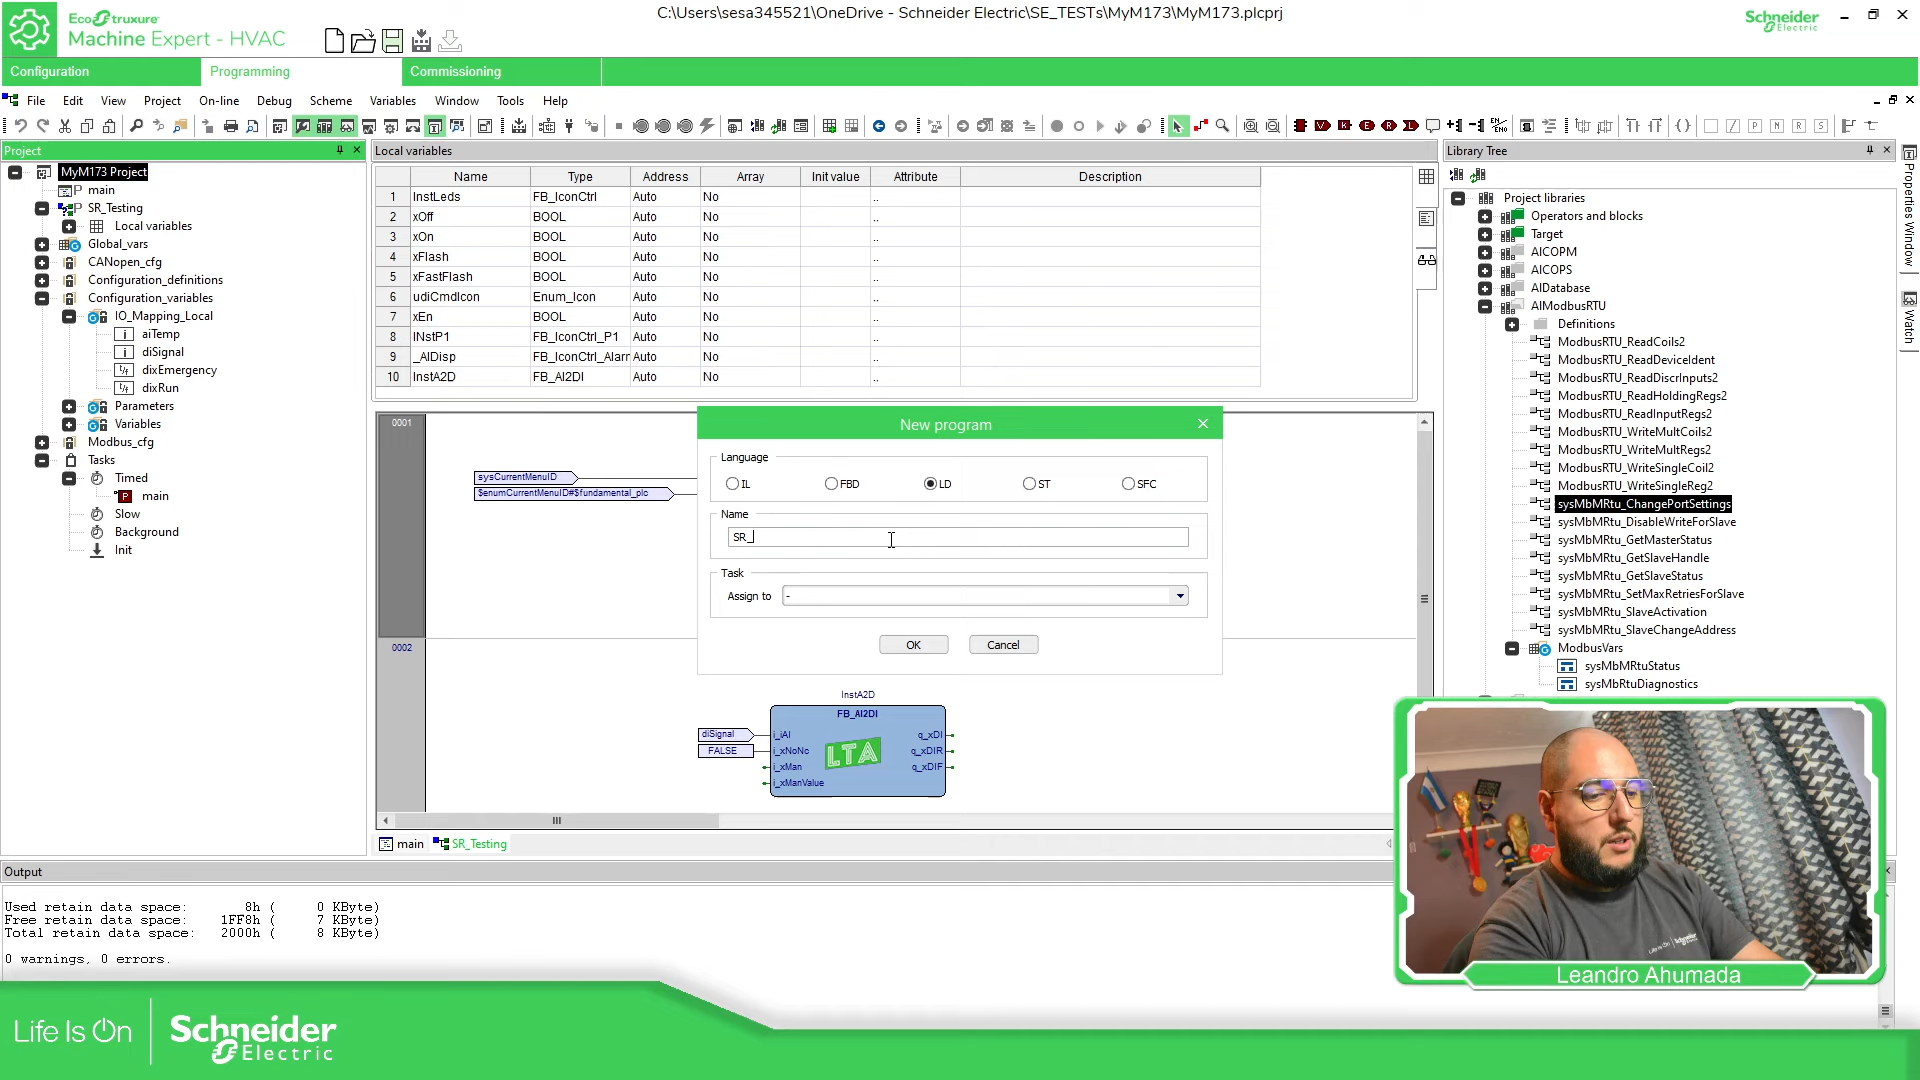 C:\Users\sesa345521\OneDrive - Schneider Electric\SE_TESTs\MyM173\MyM173.plcprj
EcoStruxure
Machine Expert - HVAC
Schneider
Electric
Configuration
Programming
Commissioning
File Edit View Project On-line Debug Scheme Variables Window Tools Help
Project
Local variables
Library Tree
MyM173 Project
main
SR_Testing
Local variables
Global_vars
CANopen_cfg
Configuration_definitions
Configuration_variables
IO_Mapping_Local
aiTemp
diSignal
dixEmergency
dixRun
Parameters
Variables
Modbus_cfg
Tasks
Timed
main
Slow
Background
Init
Name Type Address Array Init value Attribute Description
1 InstLeds FB_IconCtrl Auto No ..
2 xOff BOOL Auto No ..
3 xOn BOOL Auto No ..
4 xFlash BOOL Auto No ..
5 xFastFlash BOOL Auto No ..
6 udiCmdIcon Enum_Icon Auto No ..
7 xEn BOOL Auto No ..
8 INstP1 FB_IconCtrl_P1 Auto No ..
9 _AlDisp FB_IconCtrl_Alarr Auto No ..
10 InstA2D FB_AI2DI Auto No ..
0001
sysCurrentMenuID
$enumCurrentMenuID#$fundamental_plc
New program
Language
IL FBD LD ST SFC
Name
SR_
Task
Assign to -
OK Cancel
0002
InstA2D
FB_AI2DI
diSignal i_iAI q_xDI
FALSE i_xNoNc LTA q_xDIR
i_xMan q_xDIF
i_xManValue
main SR_Testing
Project libraries
Operators and blocks
Target
AICOPM
AICOPS
AIDatabase
AIModbusRTU
Definitions
ModbusRTU_ReadCoils2
ModbusRTU_ReadDeviceIdent
ModbusRTU_ReadDiscrInputs2
ModbusRTU_ReadHoldingRegs2
ModbusRTU_ReadInputRegs2
ModbusRTU_WriteMultCoils2
ModbusRTU_WriteMultRegs2
ModbusRTU_WriteSingleCoil2
ModbusRTU_WriteSingleReg2
sysMbMRtu_ChangePortSettings
sysMbMRtu_DisableWriteForSlave
sysMbMRtu_GetMasterStatus
sysMbMRtu_GetSlaveHandle
sysMbMRtu_GetSlaveStatus
sysMbMRtu_SetMaxRetriesForSlave
sysMbMRtu_SlaveActivation
sysMbMRtu_SlaveChangeAddress
ModbusVars
sysMbMRtuStatus
sysMbRtuDiagnostics
Properties Window
Watch
Output
Used retain data space: 8h ( 0 KByte)
Free retain data space: 1FF8h ( 7 KByte)
Total retain data space: 2000h ( 8 KByte)
0 warnings, 0 errors.
Leandro Ahumada
Life Is On
Schneider
Electric